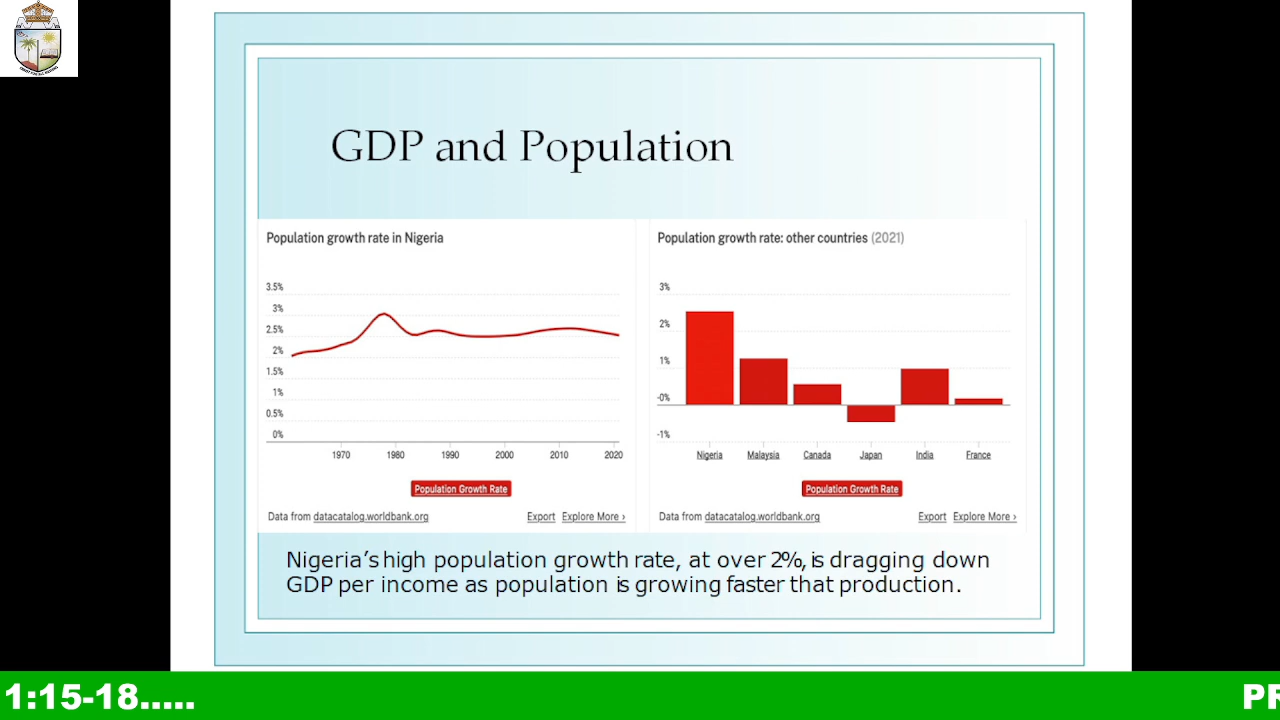 GDP and Population
Population growth rate in Nigeria
3.5%
3%
2.5%
2%
1.5%
1%
0.5%
0%
1970 1980 1990 2000 2010 2020
Population Growth Rate
Data from datacatalog.worldbank.org Export Explore More ›
Population growth rate: other countries (2021)
3%
2%
1%
-0%
-1%
Nigeria Malaysia Canada Japan India France
Population Growth Rate
Data from datacatalog.worldbank.org Export Explore More ›
Nigeria's high population growth rate, at over 2%, is dragging down
GDP per income as population is growing faster that production.
1:15-18..... PR